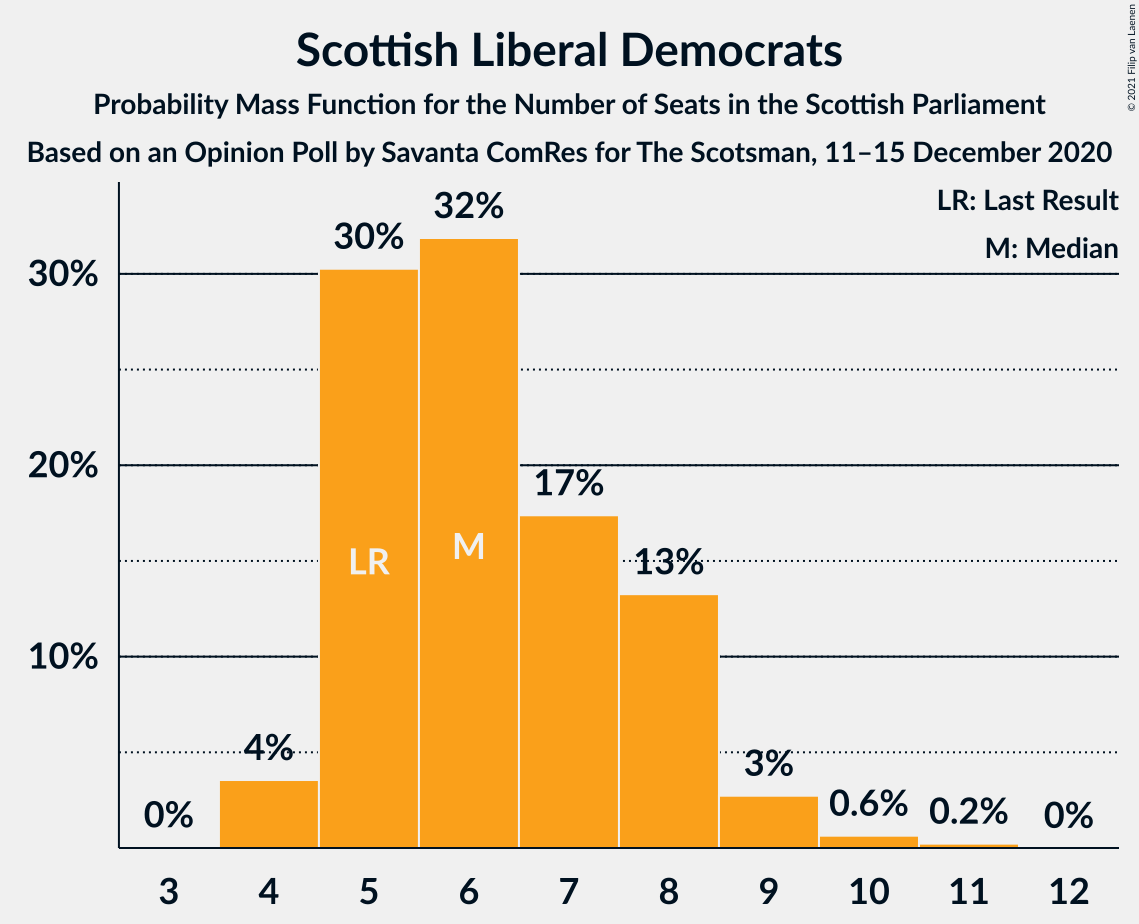 Scottish Liberal Democrats
Probability Mass Function for the Number of Seats in the Scottish Parliament
Based on an Opinion Poll by Savanta ComRes for The Scotsman, 11–15 December 2020
© 2021 Filip van Laenen
LR: Last Result
M: Median
30%
20%
10%
0%
4%
30%
32%
17%
13%
3%
0.6%
0.2%
0%
LR
M
3 4 5 6 7 8 9 10 11 12